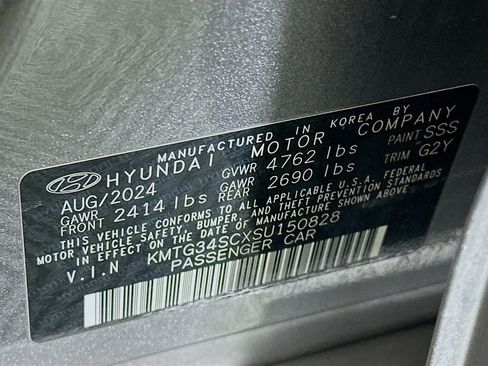 MANUFACTURED IN KOREA BY
HYUNDAI MOTOR COMPANY
AUG/2024 GVWR 4762 lbs PAINT SSS
GAWR FRONT 2414 lbs GAWR REAR 2690 lbs TRIM G2Y
THIS VEHICLE CONFORMS TO ALL APPLICABLE U.S.A. FEDERAL
MOTOR VEHICLE SAFETY, BUMPER, AND THEFT PREVENTION STANDARDS
IN EFFECT ON THE DATE OF MANUFACTURE SHOWN ABOVE.
V.I.N KMTG34SCXSU150828
PASSENGER CAR